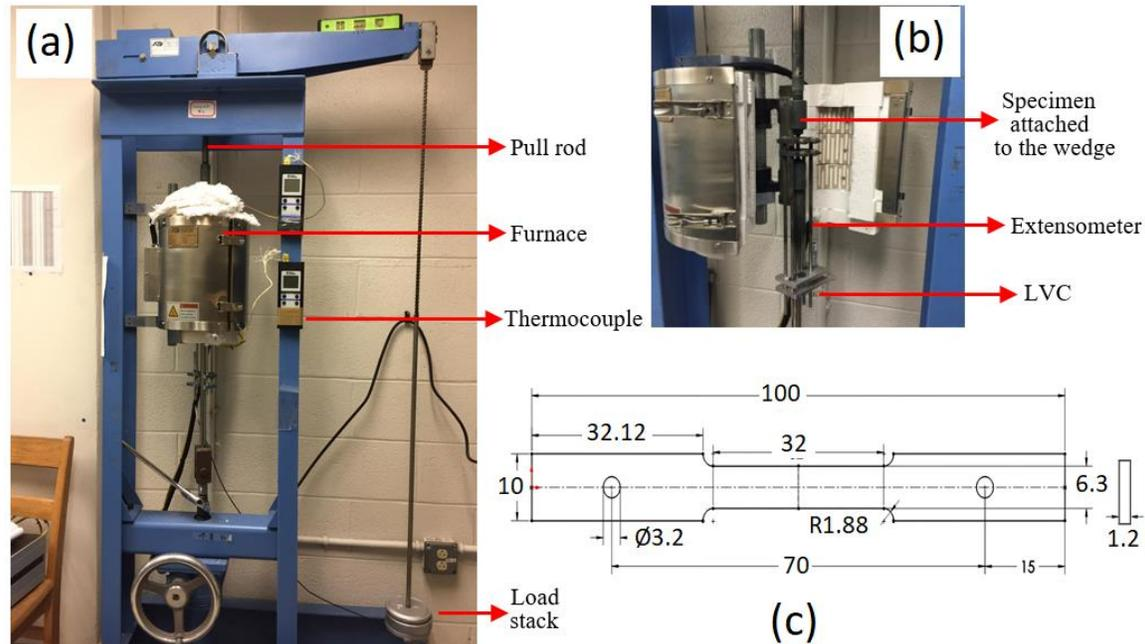 (a)
Pull rod
Furnace
Thermocouple
Load
stack
(b)
Specimen
attached
to the wedge
Extensometer
LVC
100
32.12
32
10
6.3
Ø3.2
R1.88
1.2
70
15
(c)